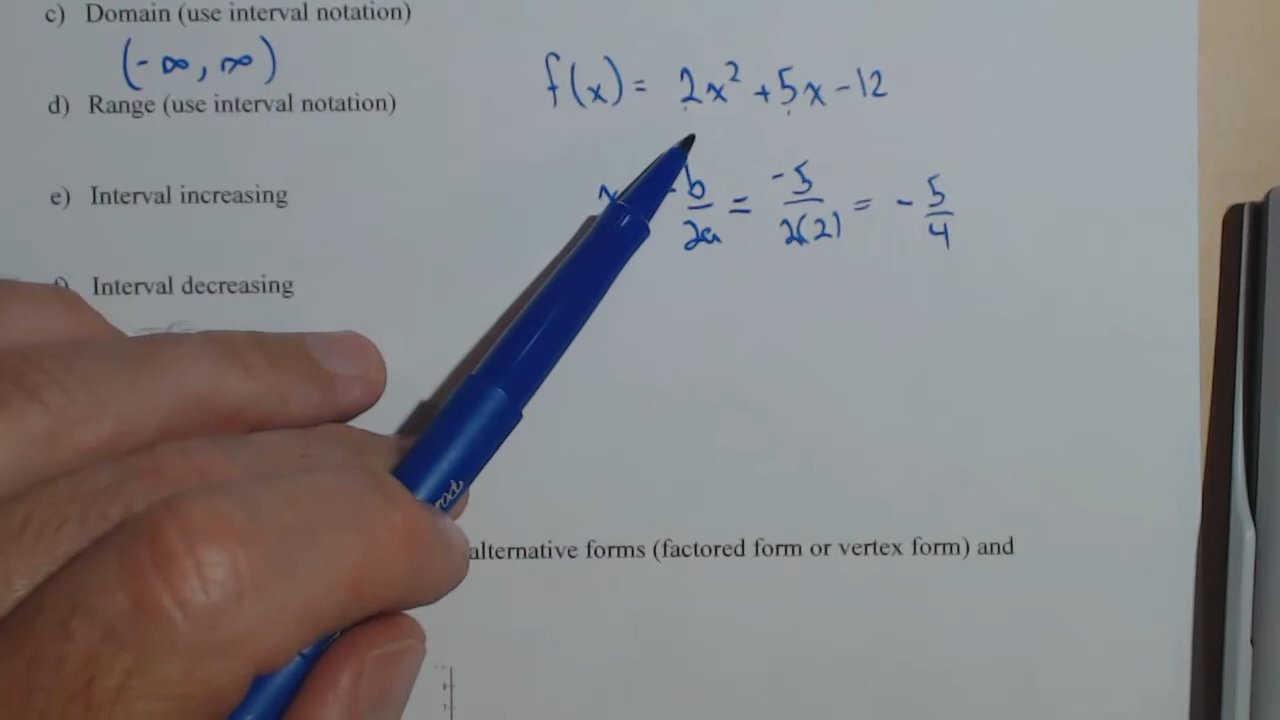 c) Domain (use interval notation)
(-∞, ∞)
d) Range (use interval notation)
e) Interval increasing
Interval decreasing
f(x) = 2x² + 5x - 12
-b/2a = -5/2(2) = -5/4
alternative forms (factored form or vertex form) and